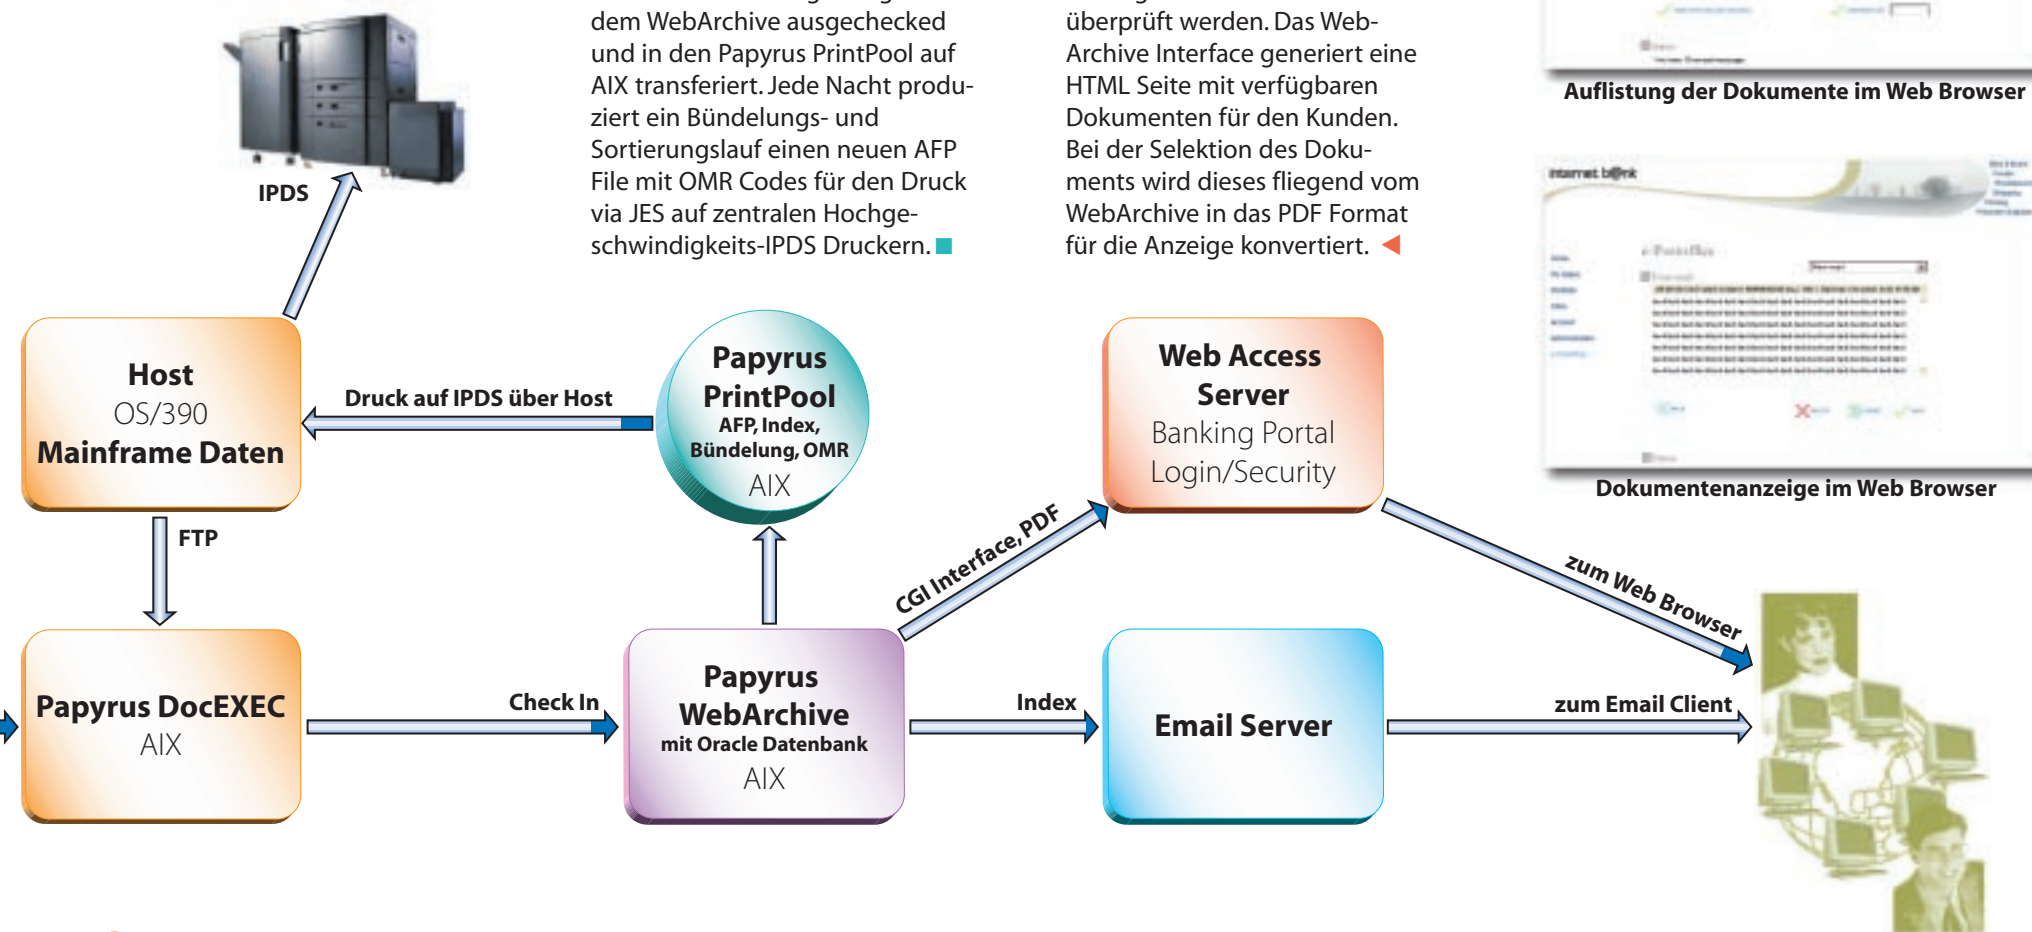 dem WebArchive ausgechecked
und in den Papyrus PrintPool auf
AIX transferiert. Jede Nacht produ-
ziert ein Bündelungs- und
Sortierungslauf einen neuen AFP
File mit OMR Codes für den Druck
via JES auf zentralen Hochge-
schwindigkeits-IPDS Druckern.
überprüft werden. Das Web-
Archive Interface generiert eine
HTML Seite mit verfügbaren
Dokumenten für den Kunden.
Bei der Selektion des Doku-
ments wird dieses fliegend vom
WebArchive in das PDF Format
für die Anzeige konvertiert.
Auflistung der Dokumente im Web Browser
internet b@nk
Dokumentenanzeige im Web Browser
IPDS
Host
OS/390
Mainframe Daten
Druck auf IPDS über Host
Papyrus
PrintPool
AFP, Index,
Bündelung, OMR
AIX
Web Access
Server
Banking Portal
Login/Security
FTP
CGI Interface, PDF
zum Web Browser
Papyrus DocEXEC
AIX
Check In
Papyrus
WebArchive
mit Oracle Datenbank
AIX
Index
Email Server
zum Email Client